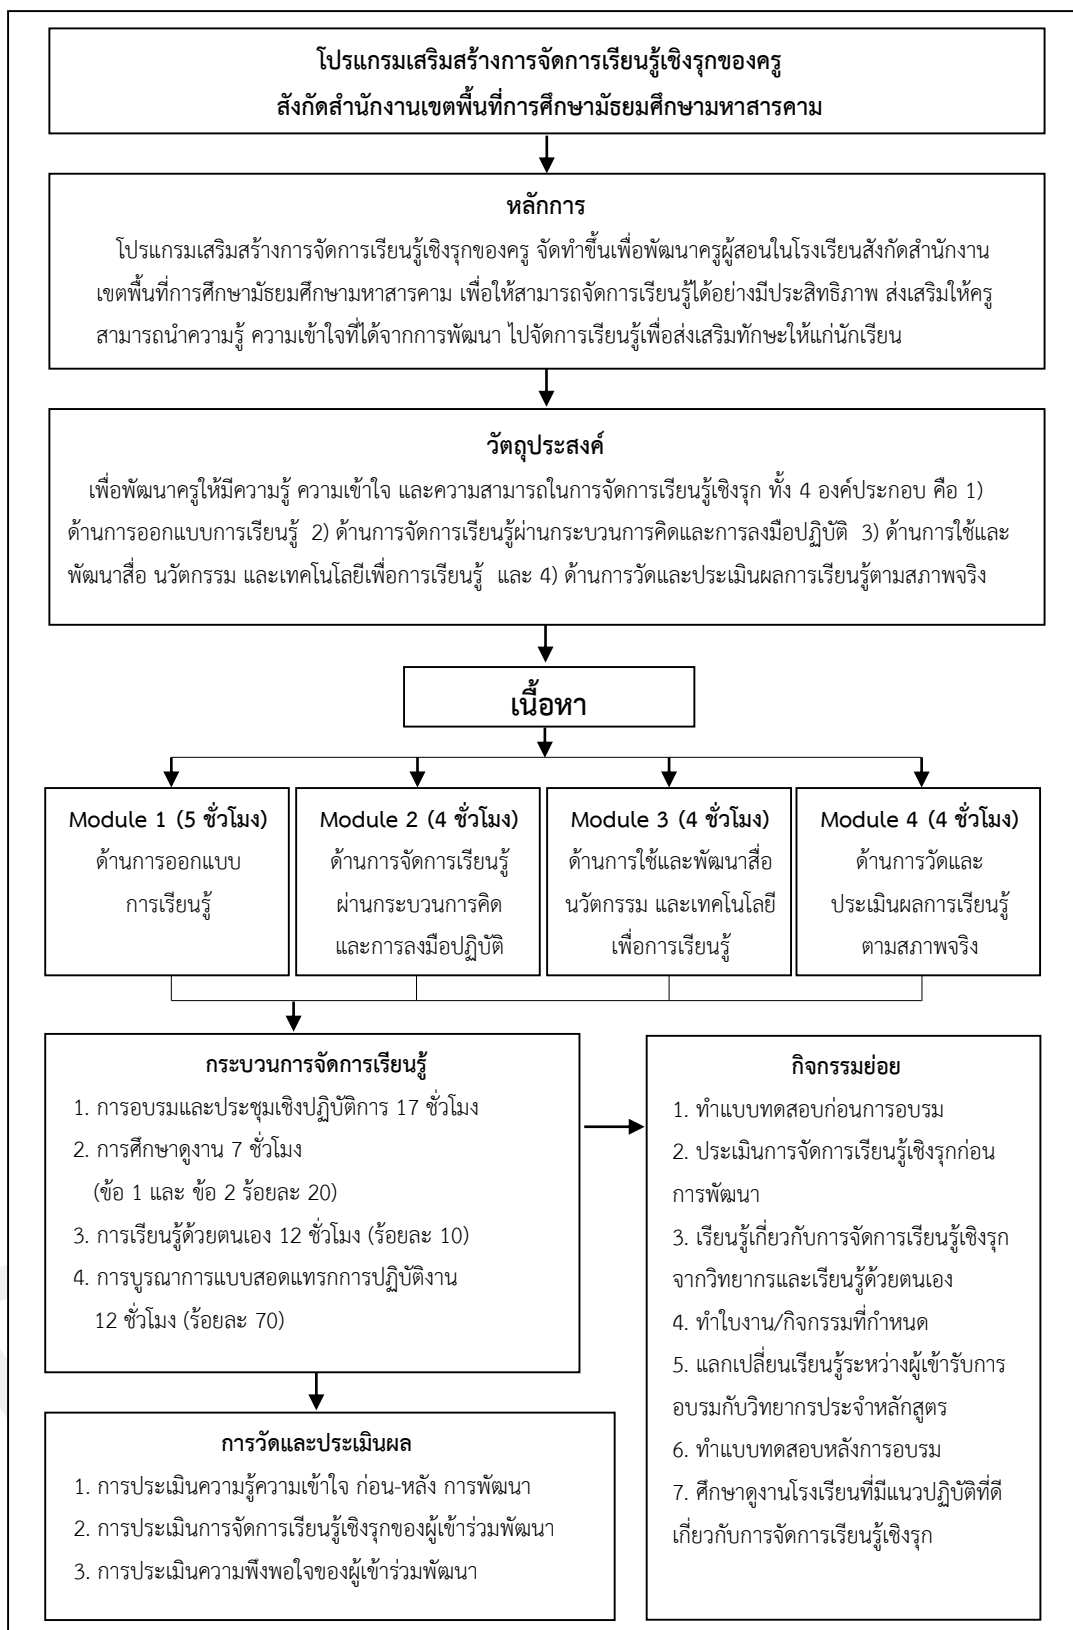 โปรแกรมเสริมสร้างการจัดการเรียนรู้เชิงรุกของครู
สังกัดสำนักงานเขตพื้นที่การศึกษามัธยมศึกษามหาสารคาม
หลักการ
โปรแกรมเสริมสร้างการจัดการเรียนรู้เชิงรุกของครู จัดทำขึ้นเพื่อพัฒนาครูผู้สอนในโรงเรียนสังกัดสำนักงาน
เขตพื้นที่การศึกษามัธยมศึกษามหาสารคาม เพื่อให้สามารถจัดการเรียนรู้ได้อย่างมีประสิทธิภาพ ส่งเสริมให้ครู
สามารถนำความรู้ ความเข้าใจที่ได้จากการพัฒนา ไปจัดการเรียนรู้เพื่อส่งเสริมทักษะให้แก่นักเรียน
วัตถุประสงค์
เพื่อพัฒนาครูให้มีความรู้ ความเข้าใจ และความสามารถในการจัดการเรียนรู้เชิงรุก ทั้ง 4 องค์ประกอบ คือ 1)
ด้านการออกแบบการเรียนรู้ 2) ด้านการจัดการเรียนรู้ผ่านกระบวนการคิดและการลงมือปฏิบัติ 3) ด้านการใช้และ
พัฒนาสื่อ นวัตกรรม และเทคโนโลยีเพื่อการเรียนรู้ และ 4) ด้านการวัดและประเมินผลการเรียนรู้ตามสภาพจริง
เนื้อหา
Module 1 (5 ชั่วโมง)
ด้านการออกแบบ
การเรียนรู้
Module 2 (4 ชั่วโมง)
ด้านการจัดการเรียนรู้
ผ่านกระบวนการคิด
และการลงมือปฏิบัติ
Module 3 (4 ชั่วโมง)
ด้านการใช้และพัฒนาสื่อ
นวัตกรรม และเทคโนโลยี
เพื่อการเรียนรู้
Module 4 (4 ชั่วโมง)
ด้านการวัดและ
ประเมินผลการเรียนรู้
ตามสภาพจริง
กระบวนการจัดการเรียนรู้
1. การอบรมและประชุมเชิงปฏิบัติการ 17 ชั่วโมง
2. การศึกษาดูงาน 7 ชั่วโมง
(ข้อ 1 และ ข้อ 2 ร้อยละ 20)
3. การเรียนรู้ด้วยตนเอง 12 ชั่วโมง (ร้อยละ 10)
4. การบูรณาการแบบสอดแทรกการปฏิบัติงาน
12 ชั่วโมง (ร้อยละ 70)
กิจกรรมย่อย
1. ทำแบบทดสอบก่อนการอบรม
2. ประเมินการจัดการเรียนรู้เชิงรุกก่อน
การพัฒนา
3. เรียนรู้เกี่ยวกับการจัดการเรียนรู้เชิงรุก
จากวิทยากรและเรียนรู้ด้วยตนเอง
4. ทำใบงาน/กิจกรรมที่กำหนด
5. แลกเปลี่ยนเรียนรู้ระหว่างผู้เข้ารับการ
อบรมกับวิทยากรประจำหลักสูตร
6. ทำแบบทดสอบหลังการอบรม
7. ศึกษาดูงานโรงเรียนที่มีแนวปฏิบัติที่ดี
เกี่ยวกับการจัดการเรียนรู้เชิงรุก
การวัดและประเมินผล
1. การประเมินความรู้ความเข้าใจ ก่อน-หลัง การพัฒนา
2. การประเมินการจัดการเรียนรู้เชิงรุกของผู้เข้าร่วมพัฒนา
3. การประเมินความพึงพอใจของผู้เข้าร่วมพัฒนา